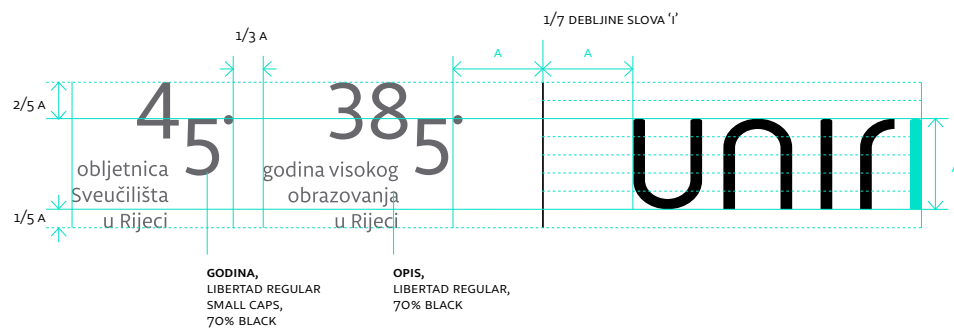 1/7 DEBLJINE SLOVA ‘I’
1/3 A
A A
2/5 A
45.
385.
uniri
obljetnica
Sveučilišta
u Rijeci
godina visokog
obrazovanja
u Rijeci
1/5 A
GODINA,
LIBERTAD REGULAR
SMALL CAPS,
70% BLACK
OPIS,
LIBERTAD REGULAR,
70% BLACK